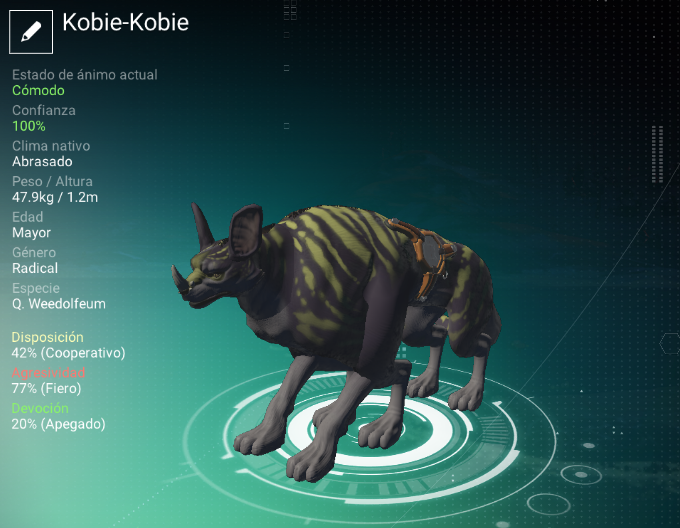 Kobie-Kobie
Estado de ánimo actual
Cómodo
Confianza
100%
Clima nativo
Abrasado
Peso / Altura
47.9kg / 1.2m
Edad
Mayor
Género
Radical
Especie
Q. Weedolfeum
Disposición
42% (Cooperativo)
Agresividad
77% (Fiero)
Devoción
20% (Apegado)